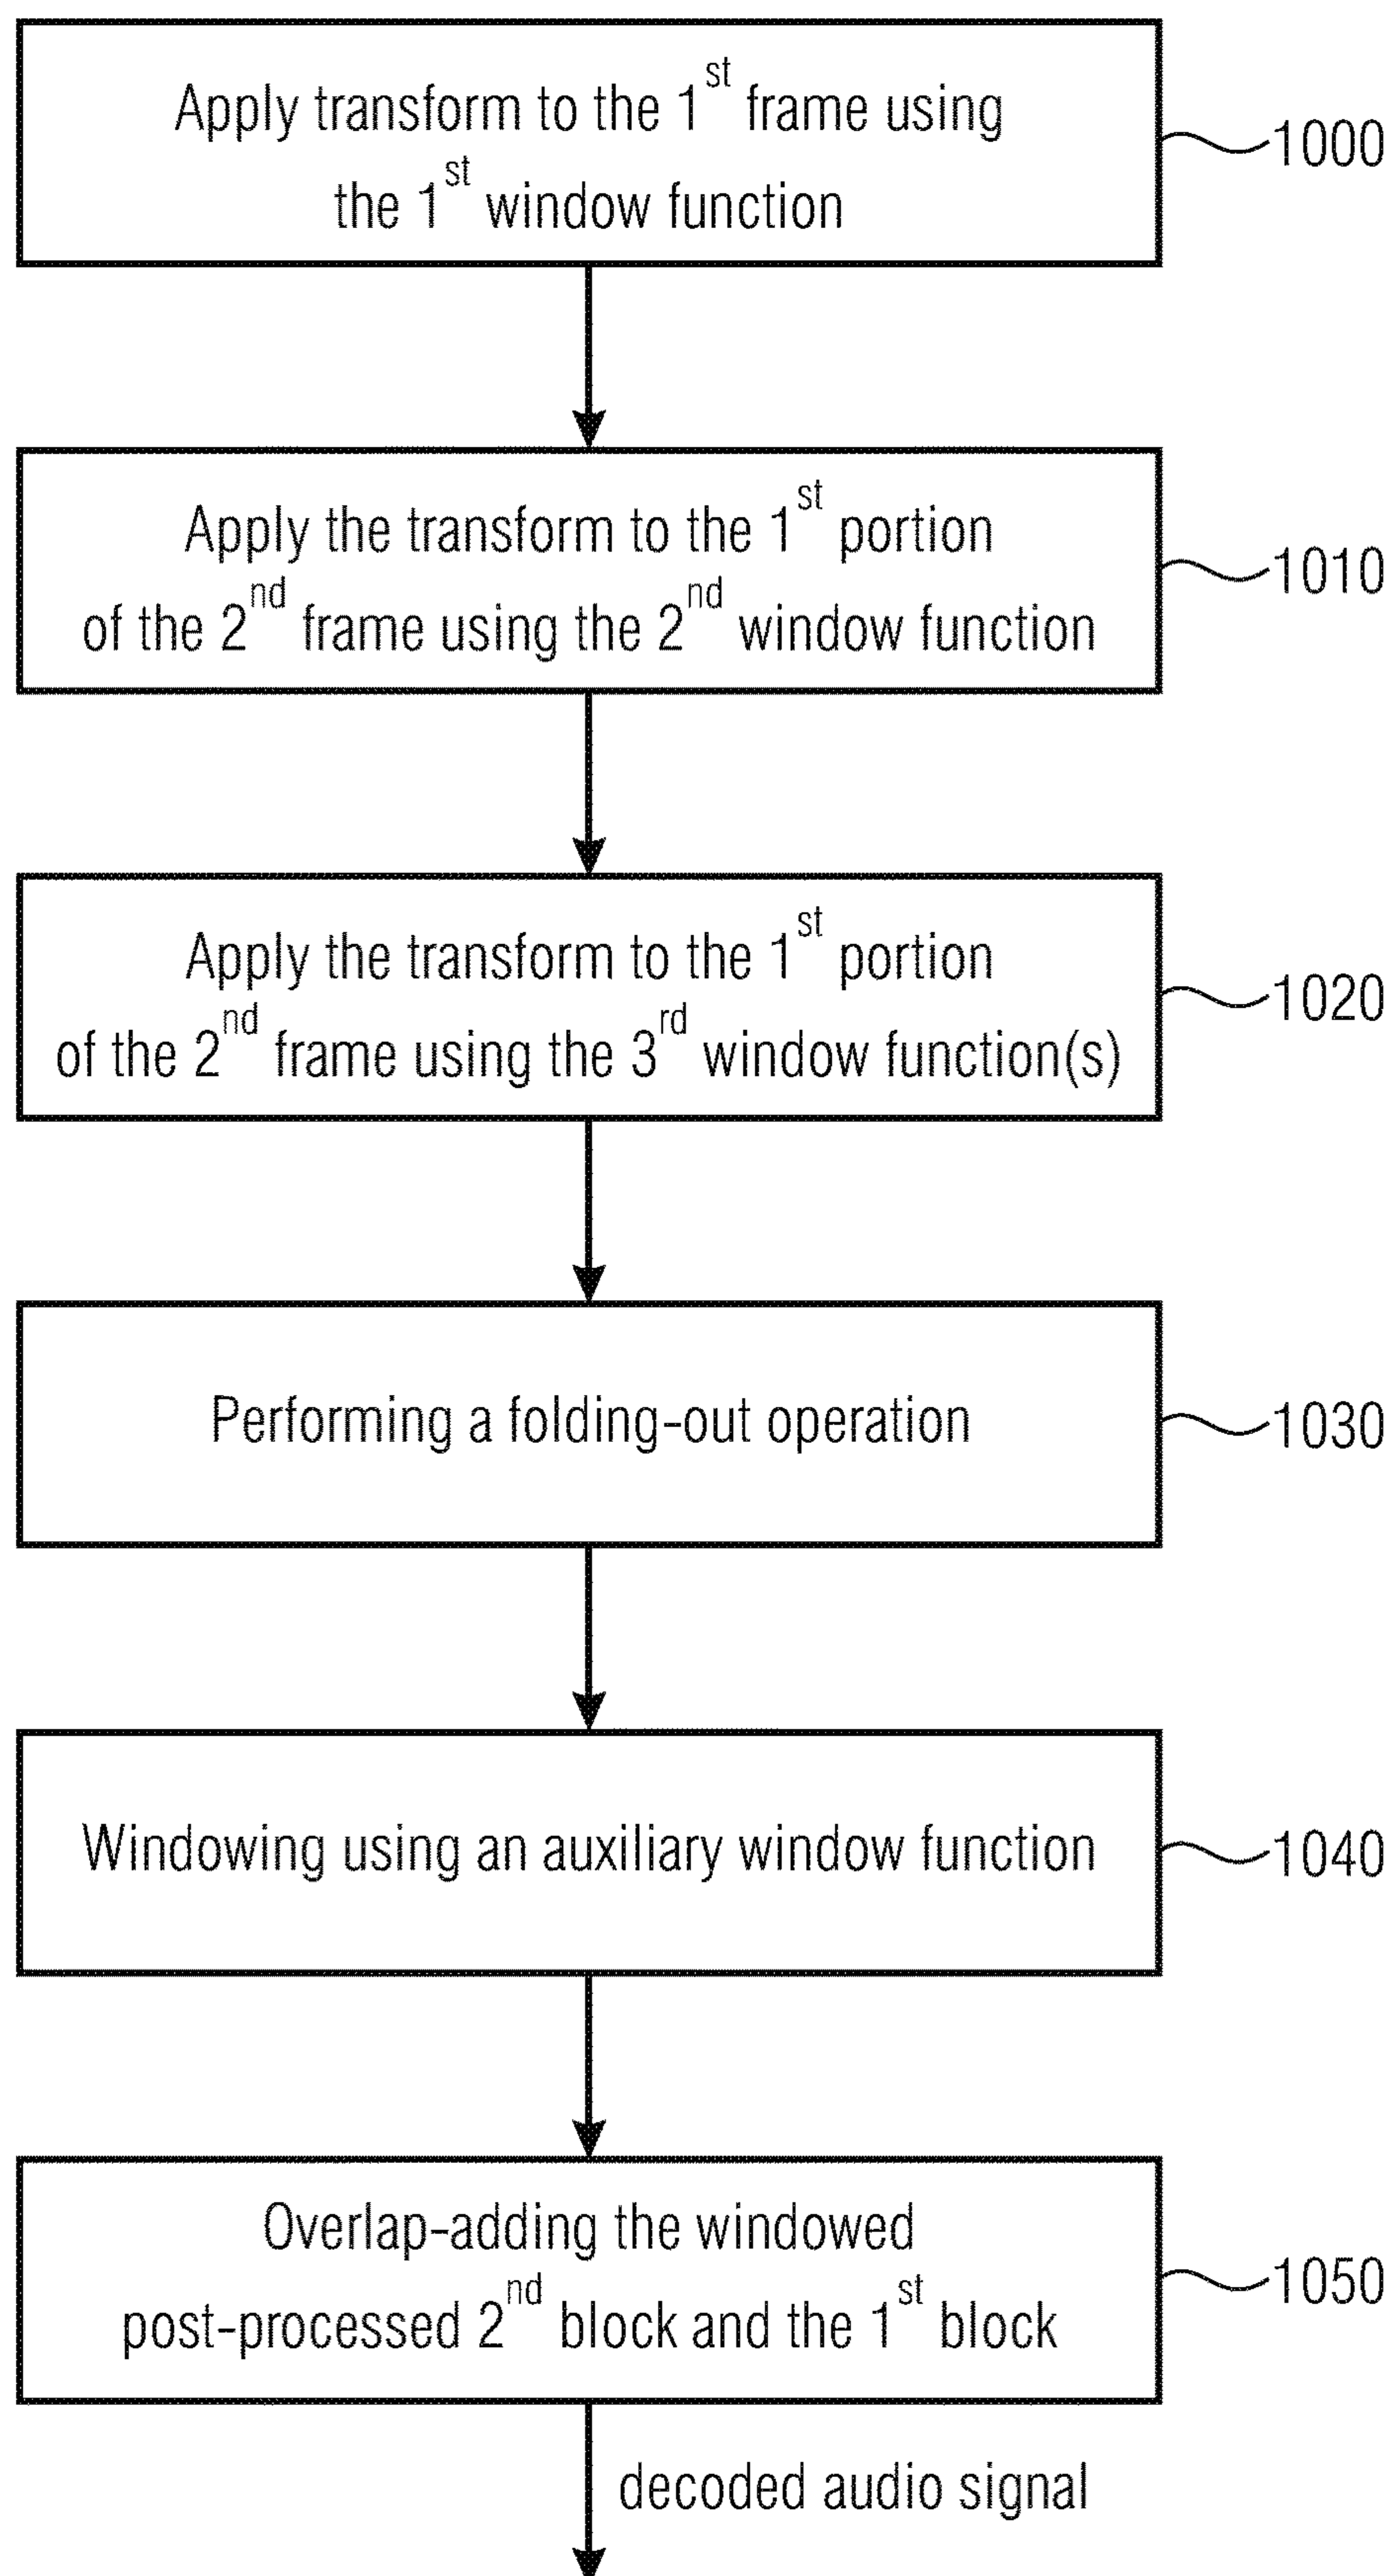 Apply transform to the 1st frame using
the 1st window function
1000
Apply the transform to the 1st portion
of the 2nd frame using the 2nd window function
1010
Apply the transform to the 1st portion
of the 2nd frame using the 3rd window function(s)
1020
Performing a folding-out operation
1030
Windowing using an auxiliary window function
1040
Overlap-adding the windowed
post-processed 2nd block and the 1st block
1050
decoded audio signal